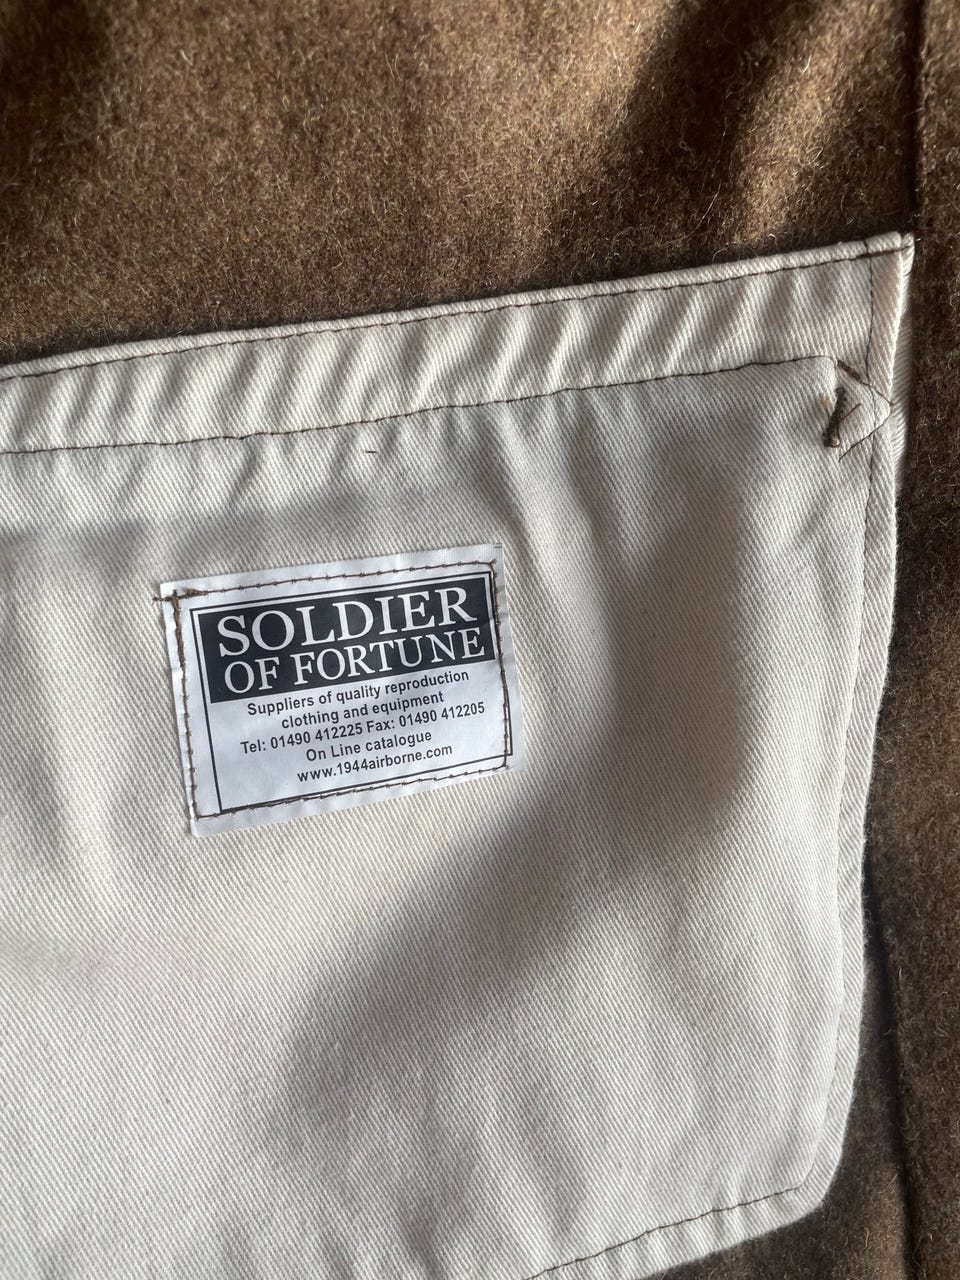 SOLDIER
OF FORTUNE
Suppliers of quality reproduction
clothing and equipment
Tel: 01490 412225 Fax: 01490 412205
On Line catalogue
www.1944airborne.com